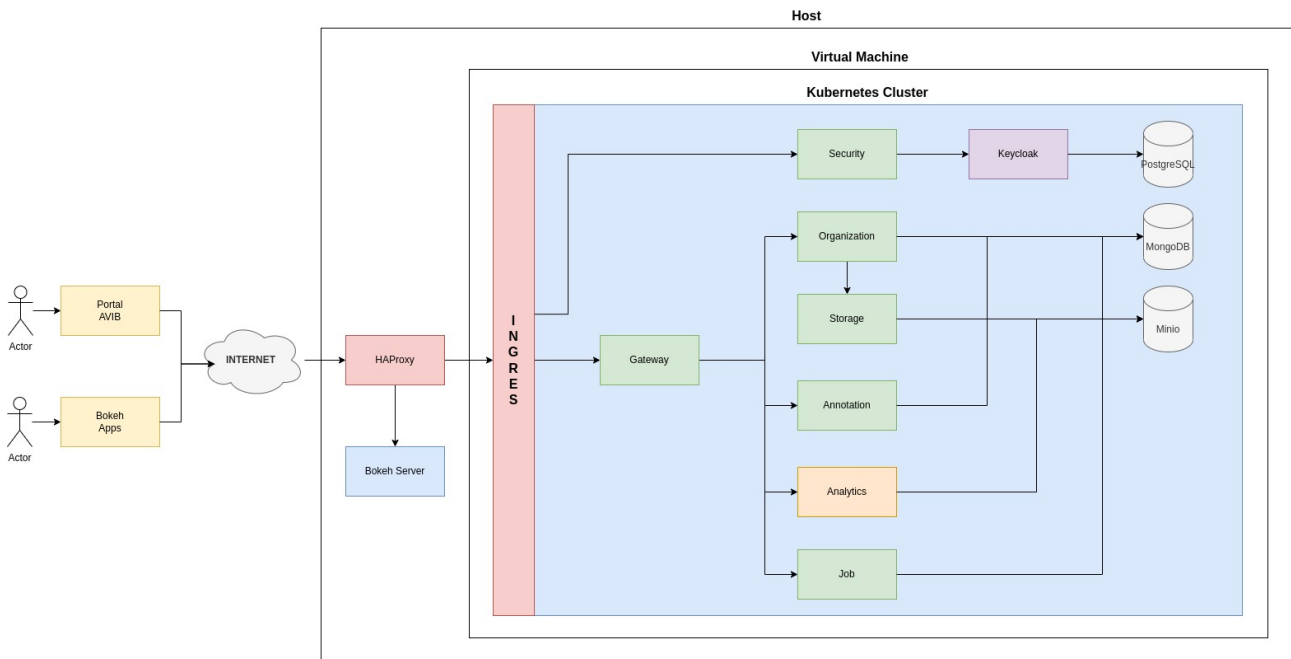 Host
Virtual Machine
Kubernetes Cluster
Security
Keycloak
PostgreSQL
Organization
MongoDB
Portal
AVIB
Actor
INTERNET
HAProxy
I
N
G
R
E
S
Gateway
Storage
Minio
Annotation
Bokeh
Apps
Actor
Bokeh Server
Analytics
Job